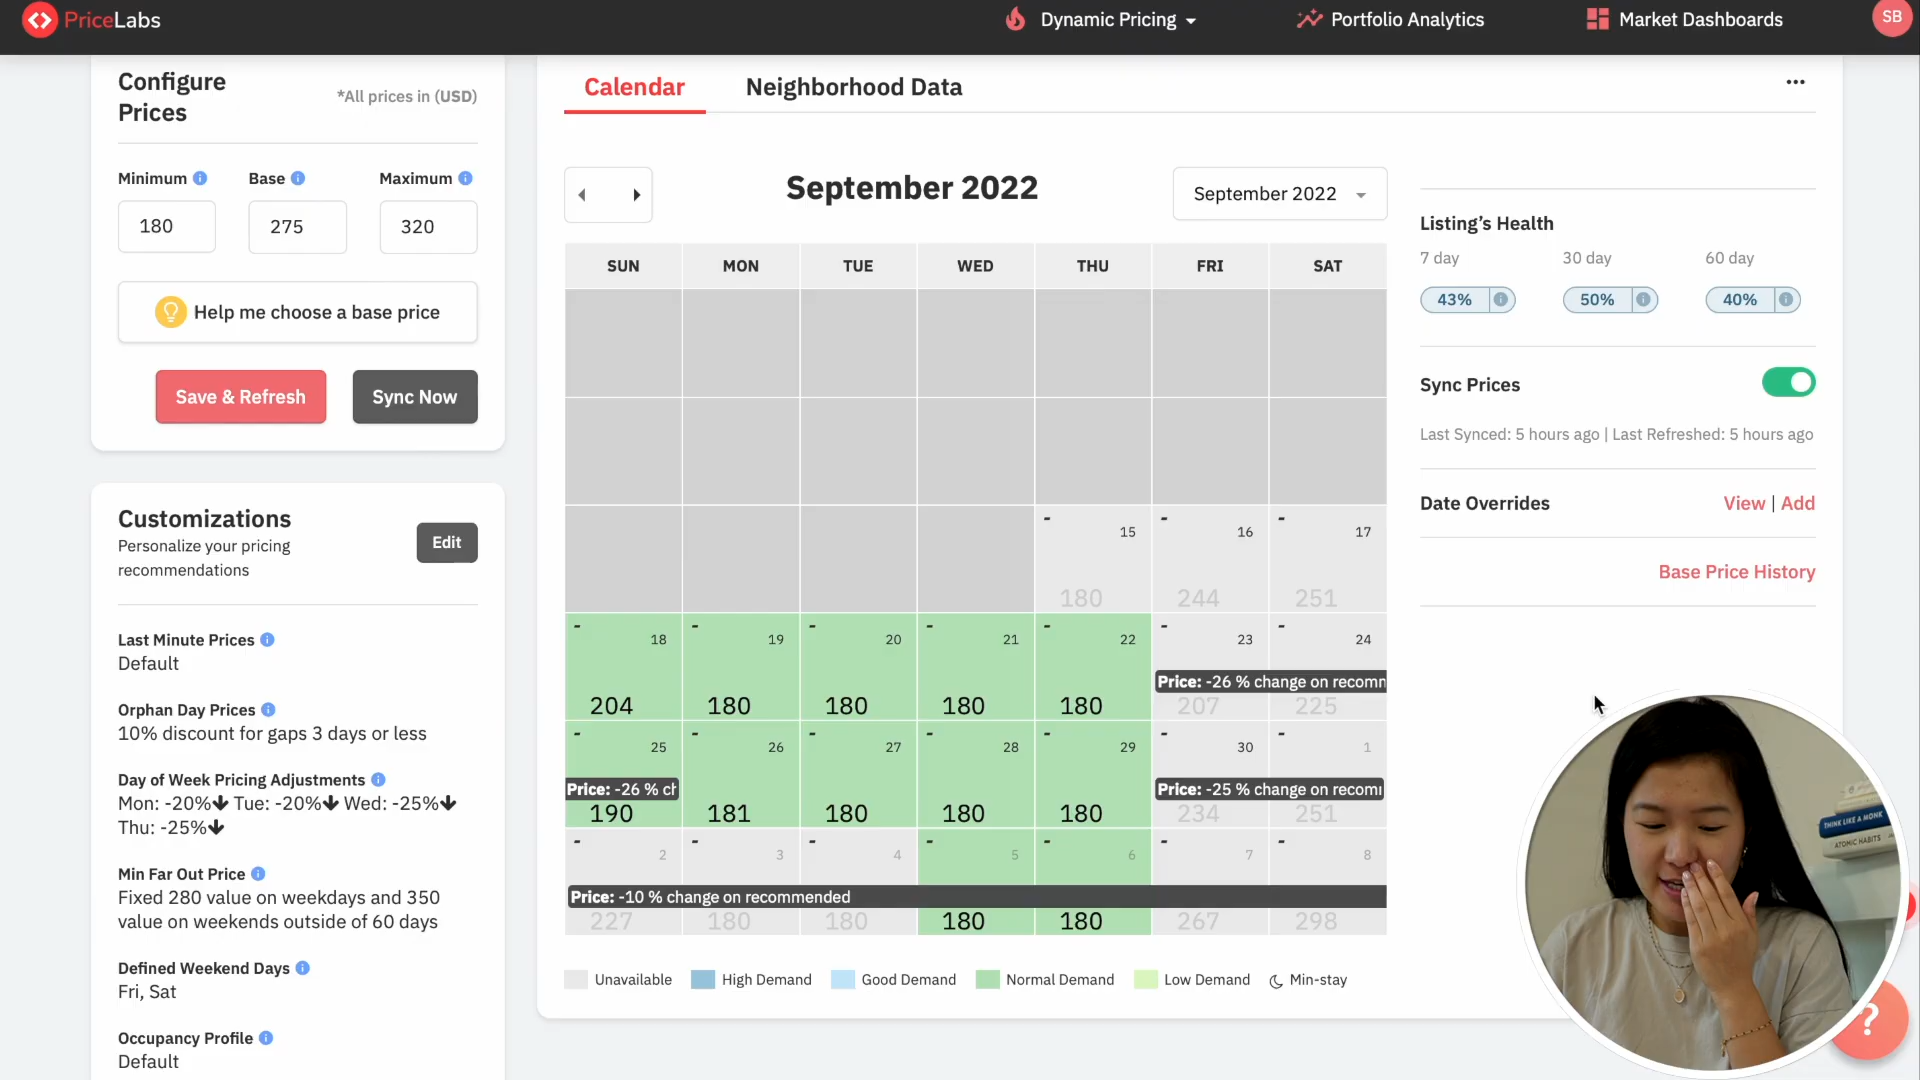 PriceLabs
Dynamic Pricing
Portfolio Analytics
Market Dashboards
SB
Configure
Prices
*All prices in (USD)
Minimum
Base
Maximum
180
275
320
Help me choose a base price
Save & Refresh
Sync Now
Customizations
Personalize your pricing
recommendations
Edit
Last Minute Prices
Default
Orphan Day Prices
10% discount for gaps 3 days or less
Day of Week Pricing Adjustments
Mon: -20% Tue: -20% Wed: -25%
Thu: -25%
Min Far Out Price
Fixed 280 value on weekdays and 350
value on weekends outside of 60 days
Defined Weekend Days
Fri, Sat
Occupancy Profile
Default
Calendar
Neighborhood Data
September 2022
September 2022
SUN MON TUE WED THU FRI SAT
- 15 - 16 - 17
180 244 251
- 18 - 19 - 20 - 21 - 22 - 23 - 24
Price: -26 % change on recomm
204 180 180 180 180 207 225
- 25 - 26 - 27 - 28 - 29 - 30 - 1
Price: -26 % ch
Price: -25 % change on recomm
190 181 180 180 180 234 251
- 2 - 3 - 4 - 5 - 6 - 7 - 8
Price: -10 % change on recommended
227 180 180 180 180 267 298
Unavailable
High Demand
Good Demand
Normal Demand
Low Demand
Min-stay
Listing's Health
7 day 30 day 60 day
43% 50% 40%
Sync Prices
Last Synced: 5 hours ago | Last Refreshed: 5 hours ago
Date Overrides
View | Add
Base Price History
THINK LIKE A MONK
ATOMIC HABITS
?